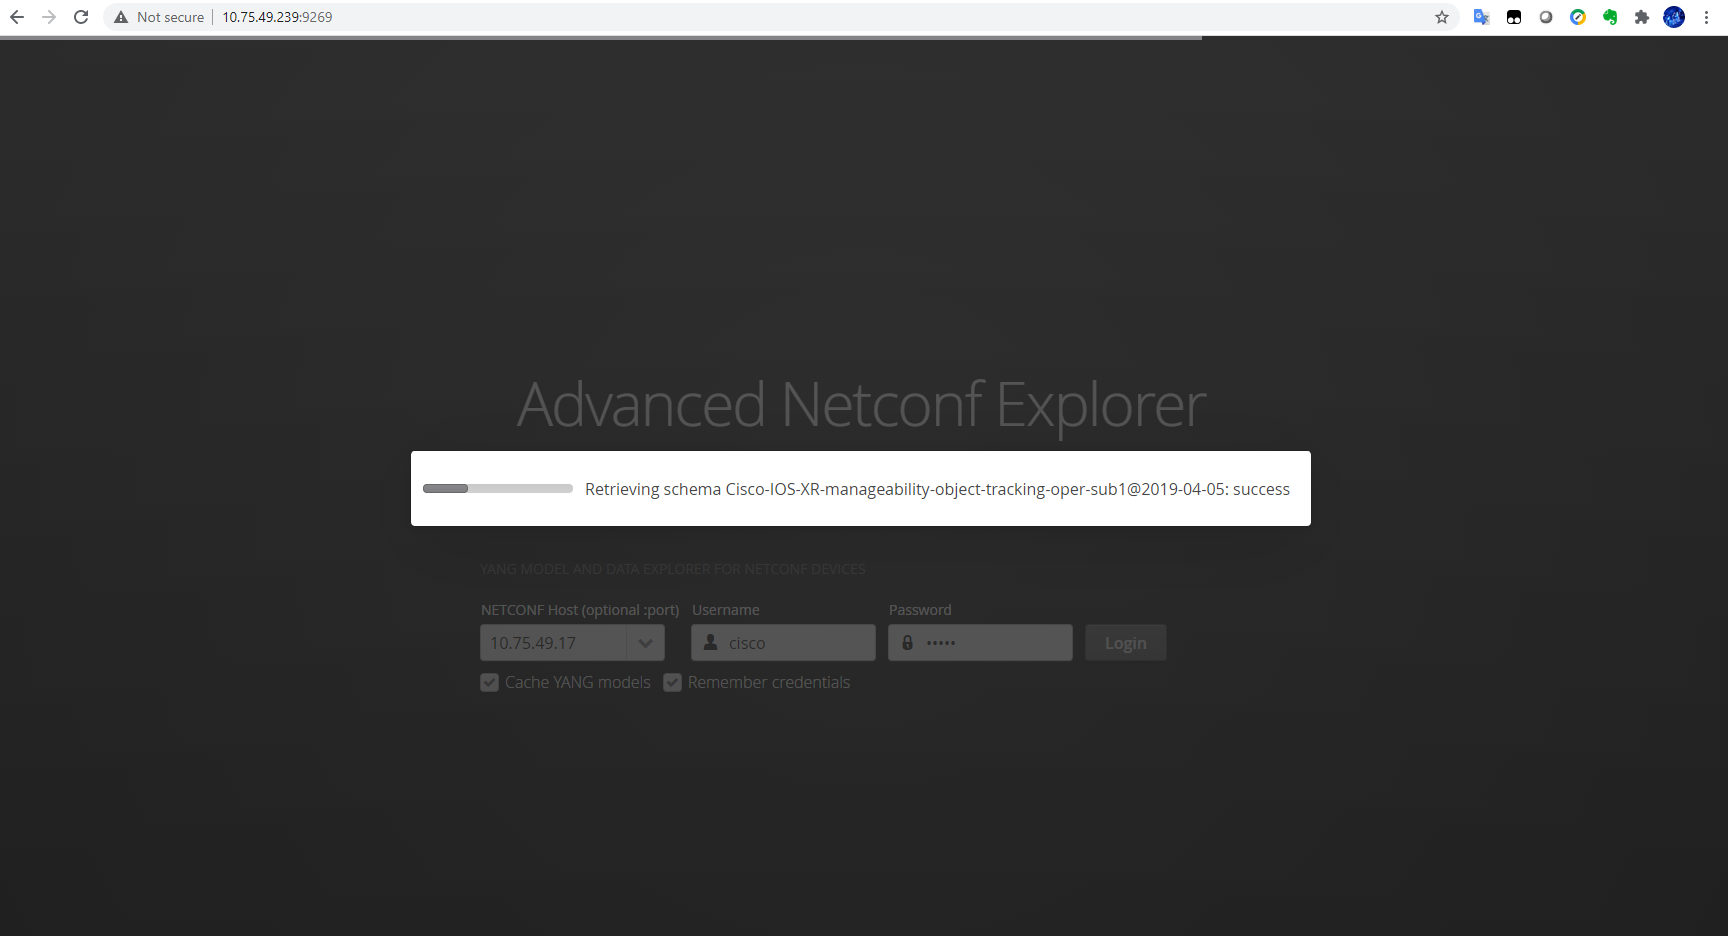 Not secure 10.75.49.239:9269
Advanced Netconf Explorer
Retrieving schema Cisco-IOS-XR-manageability-object-tracking-oper-sub1@2019-04-05: success
YANG MODEL AND DATA EXPLORER FOR NETCONF DEVICES
NETCONF Host (optional :port) Username Password
10.75.49.17 cisco ••••• Login
Cache YANG models Remember credentials